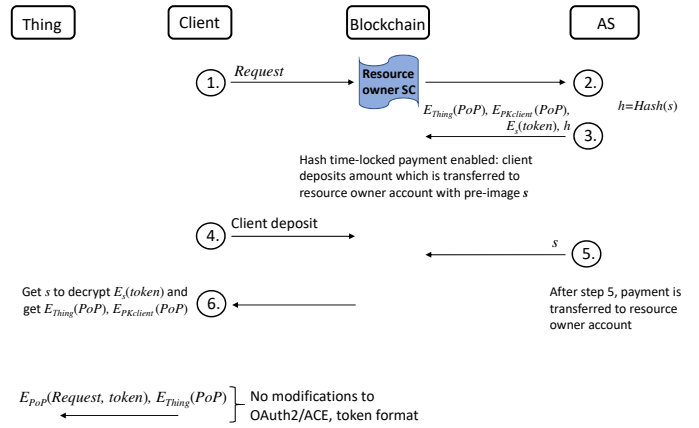 Thing
Client
Blockchain
AS
1.
Request
Resource
owner SC
2.
E_Thing(PoP), E_PKclient(PoP),
E_s(token), h
h=Hash(s)
3.
Hash time-locked payment enabled: client
deposits amount which is transferred to
resource owner account with pre-image s
4.
Client deposit
s
5.
Get s to decrypt E_s(token) and
get E_Thing(PoP), E_PKclient(PoP)
6.
After step 5, payment is
transferred to resource
owner account
E_PoP(Request, token), E_Thing(PoP)
No modifications to
OAuth2/ACE, token format